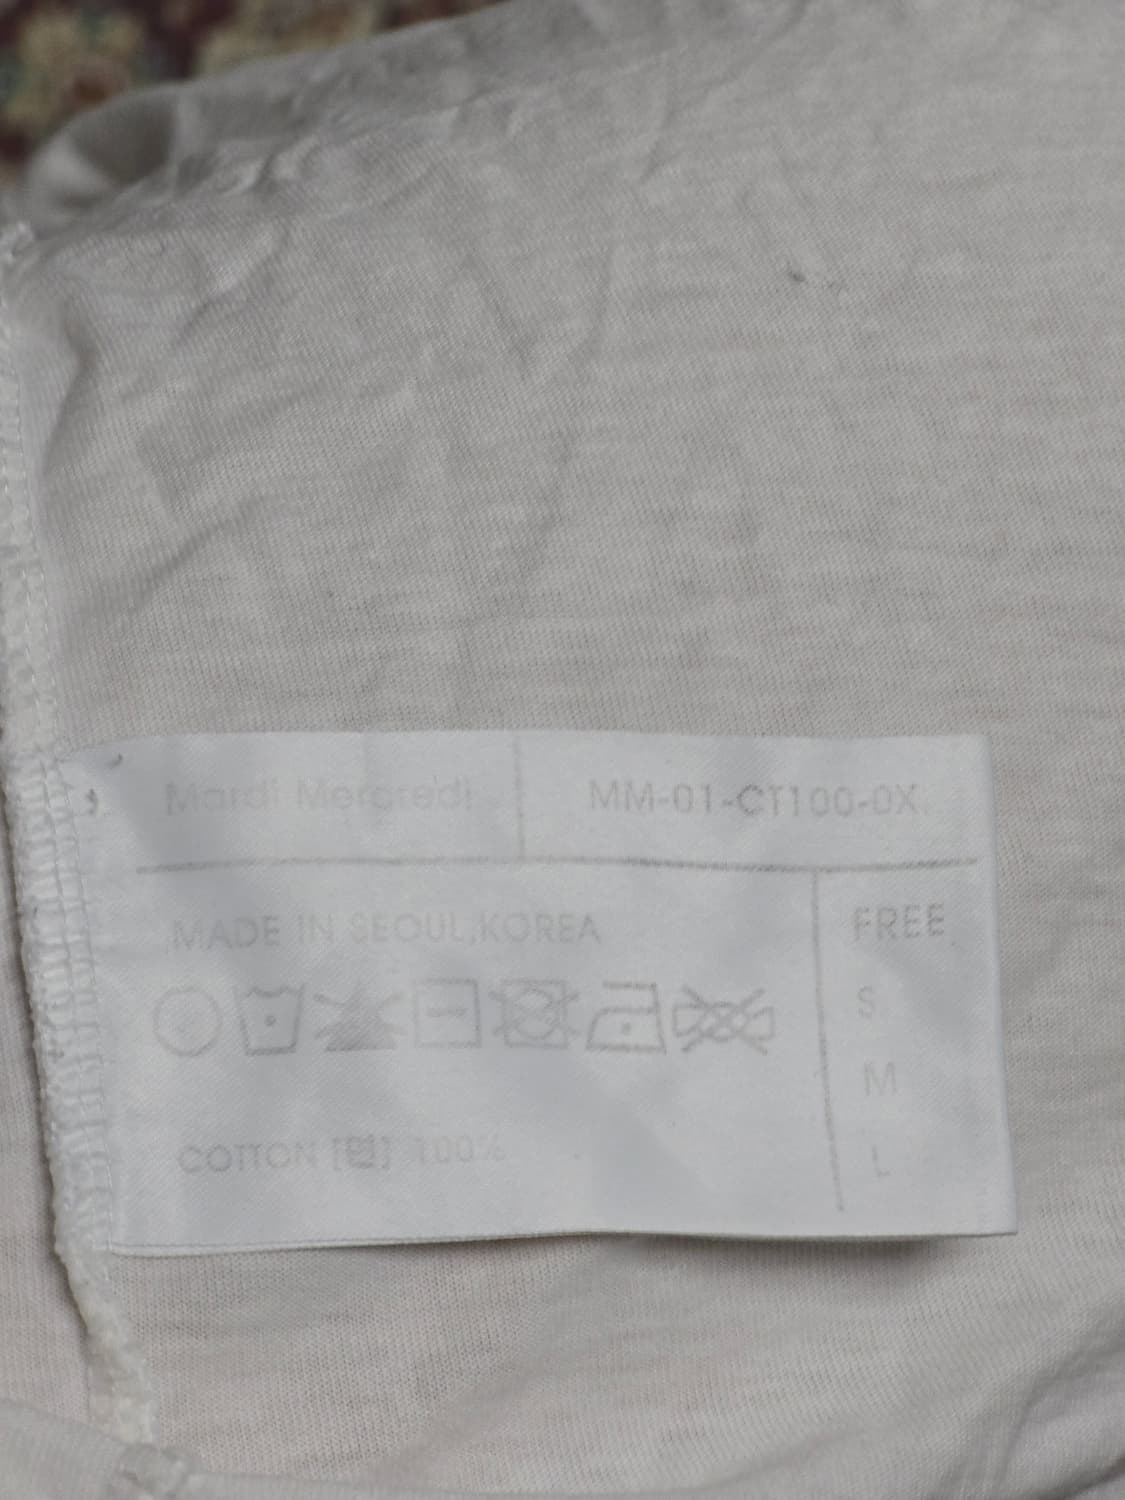 Mardi Mercredi.
MM-01-CT100-0X.
MADE IN SEOUL,KOREA
FREE
S
M
L
COTTON [면] 100%